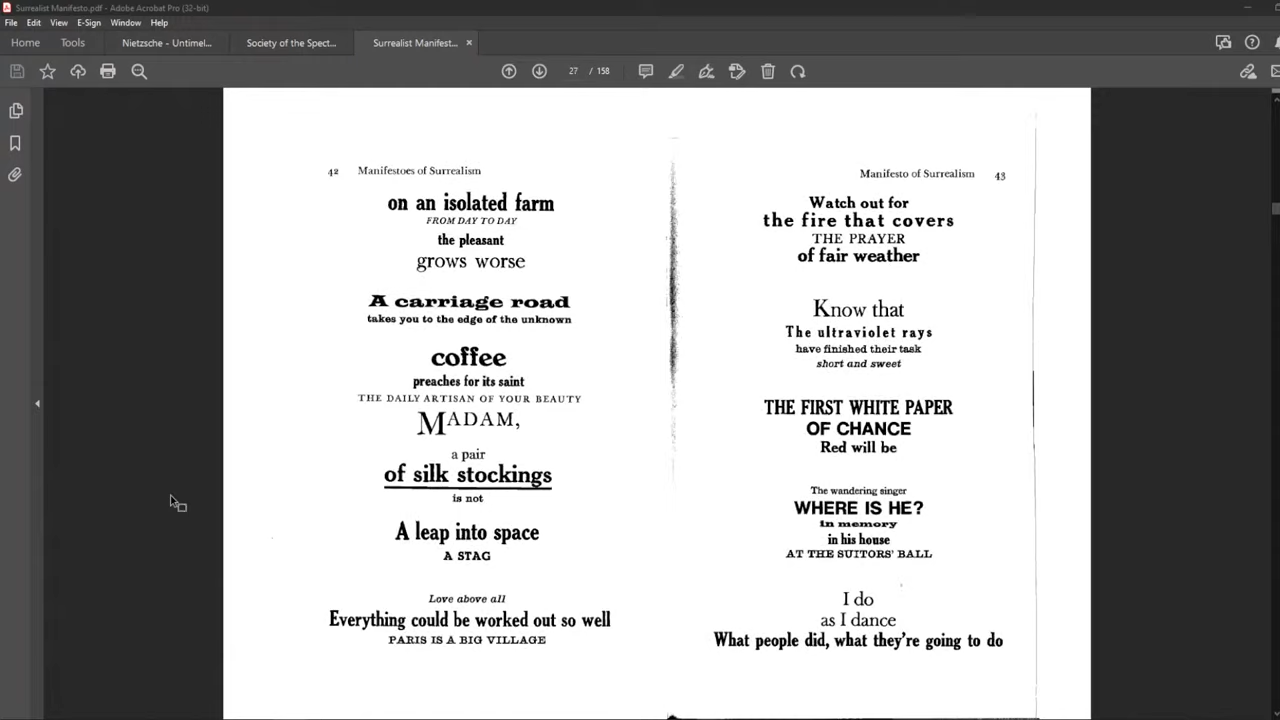 Surrealist Manifesto.pdf - Adobe Acrobat Pro (32-bit)
File Edit View E-Sign Window Help
Home Tools Nietzsche - Untimel... Society of the Spect... Surrealist Manifest... ×
27 / 158
42 Manifestoes of Surrealism
on an isolated farm
FROM DAY TO DAY
the pleasant
grows worse
A carriage road
takes you to the edge of the unknown
coffee
preaches for its saint
THE DAILY ARTISAN OF YOUR BEAUTY
MADAM,
a pair
of silk stockings
is not
A leap into space
A STAG
Love above all
Everything could be worked out so well
PARIS IS A BIG VILLAGE
Manifesto of Surrealism 43
Watch out for
the fire that covers
THE PRAYER
of fair weather
Know that
The ultraviolet rays
have finished their task
short and sweet
THE FIRST WHITE PAPER
OF CHANCE
Red will be
The wandering singer
WHERE IS HE?
in memory
in his house
AT THE SUITORS' BALL
I do
as I dance
What people did, what they're going to do